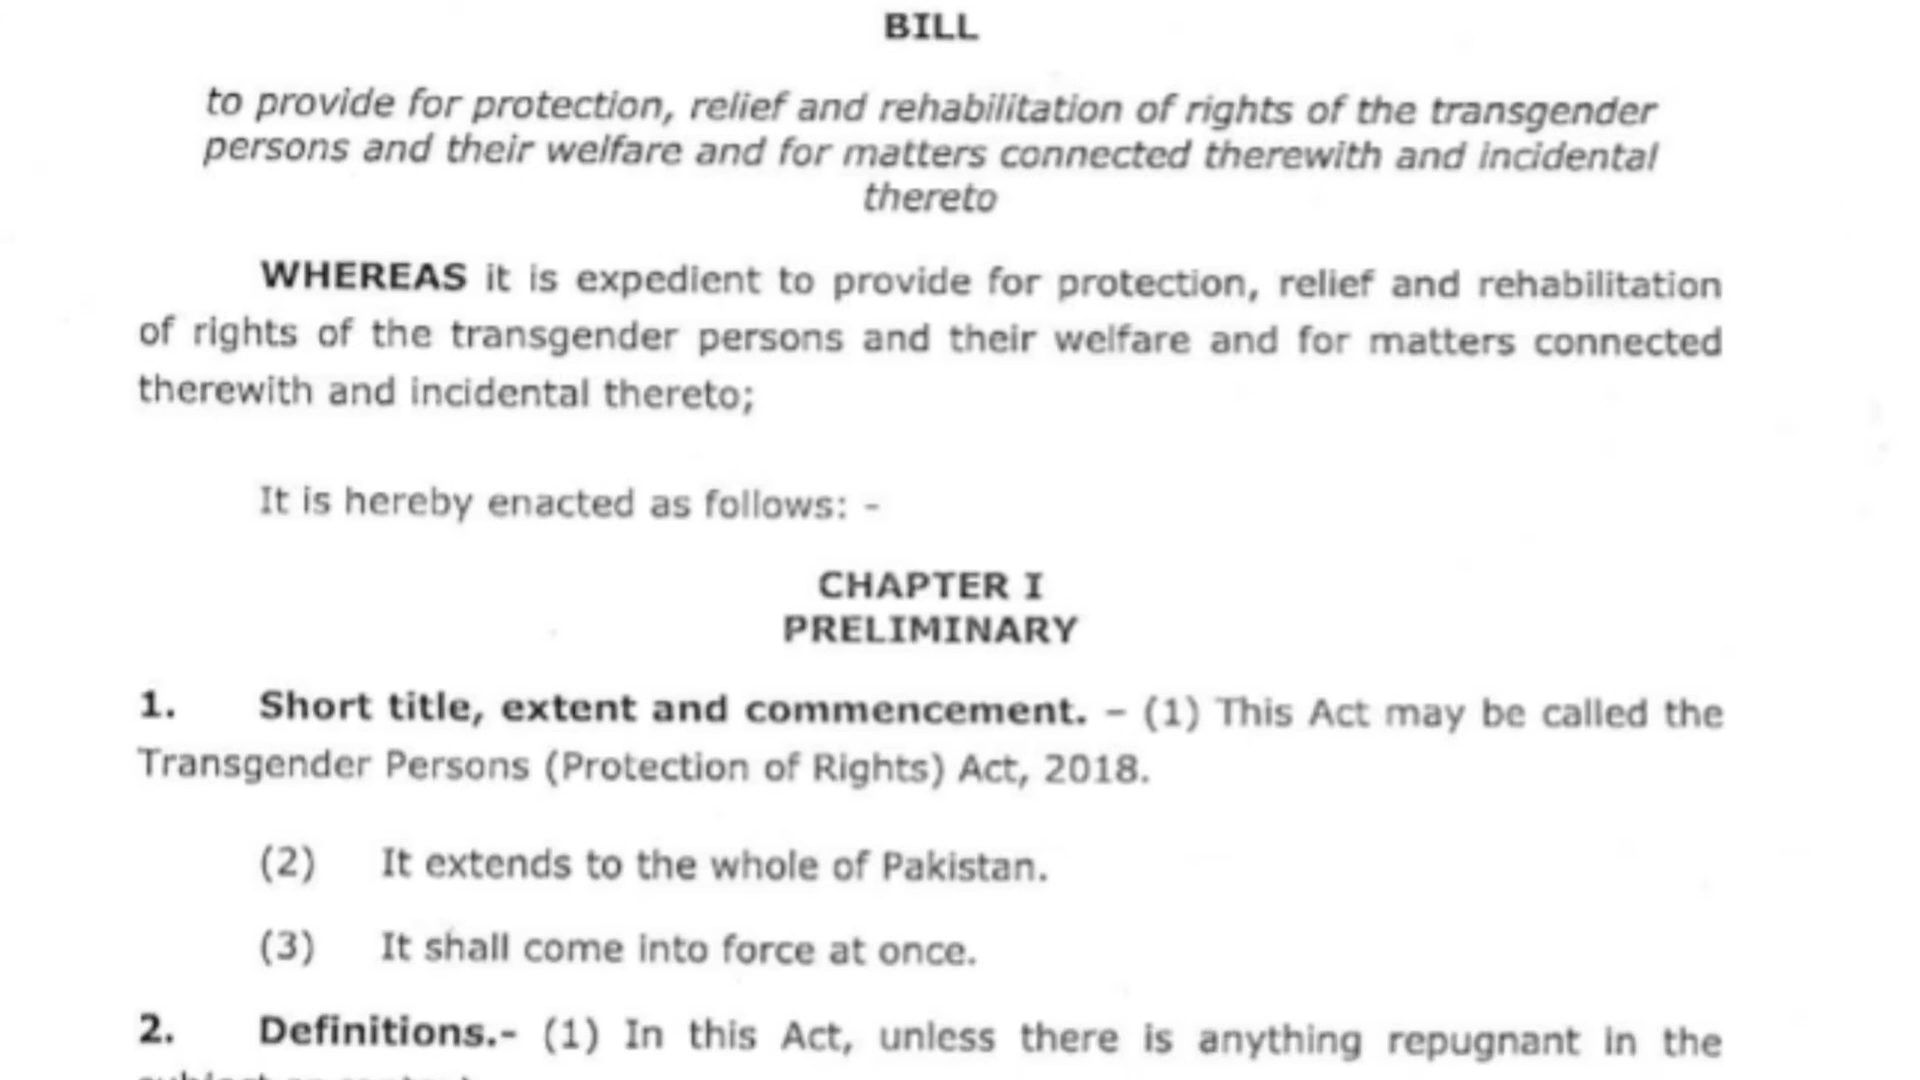 BILL
to provide for protection, relief and rehabilitation of rights of the transgender
persons and their welfare and for matters connected therewith and incidental
thereto
WHEREAS it is expedient to provide for protection, relief and rehabilitation
of rights of the transgender persons and their welfare and for matters connected
therewith and incidental thereto;
It is hereby enacted as follows: -
CHAPTER I
PRELIMINARY
1. Short title, extent and commencement. – (1) This Act may be called the
Transgender Persons (Protection of Rights) Act, 2018.
(2) It extends to the whole of Pakistan.
(3) It shall come into force at once.
2. Definitions.- (1) In this Act, unless there is anything repugnant in the